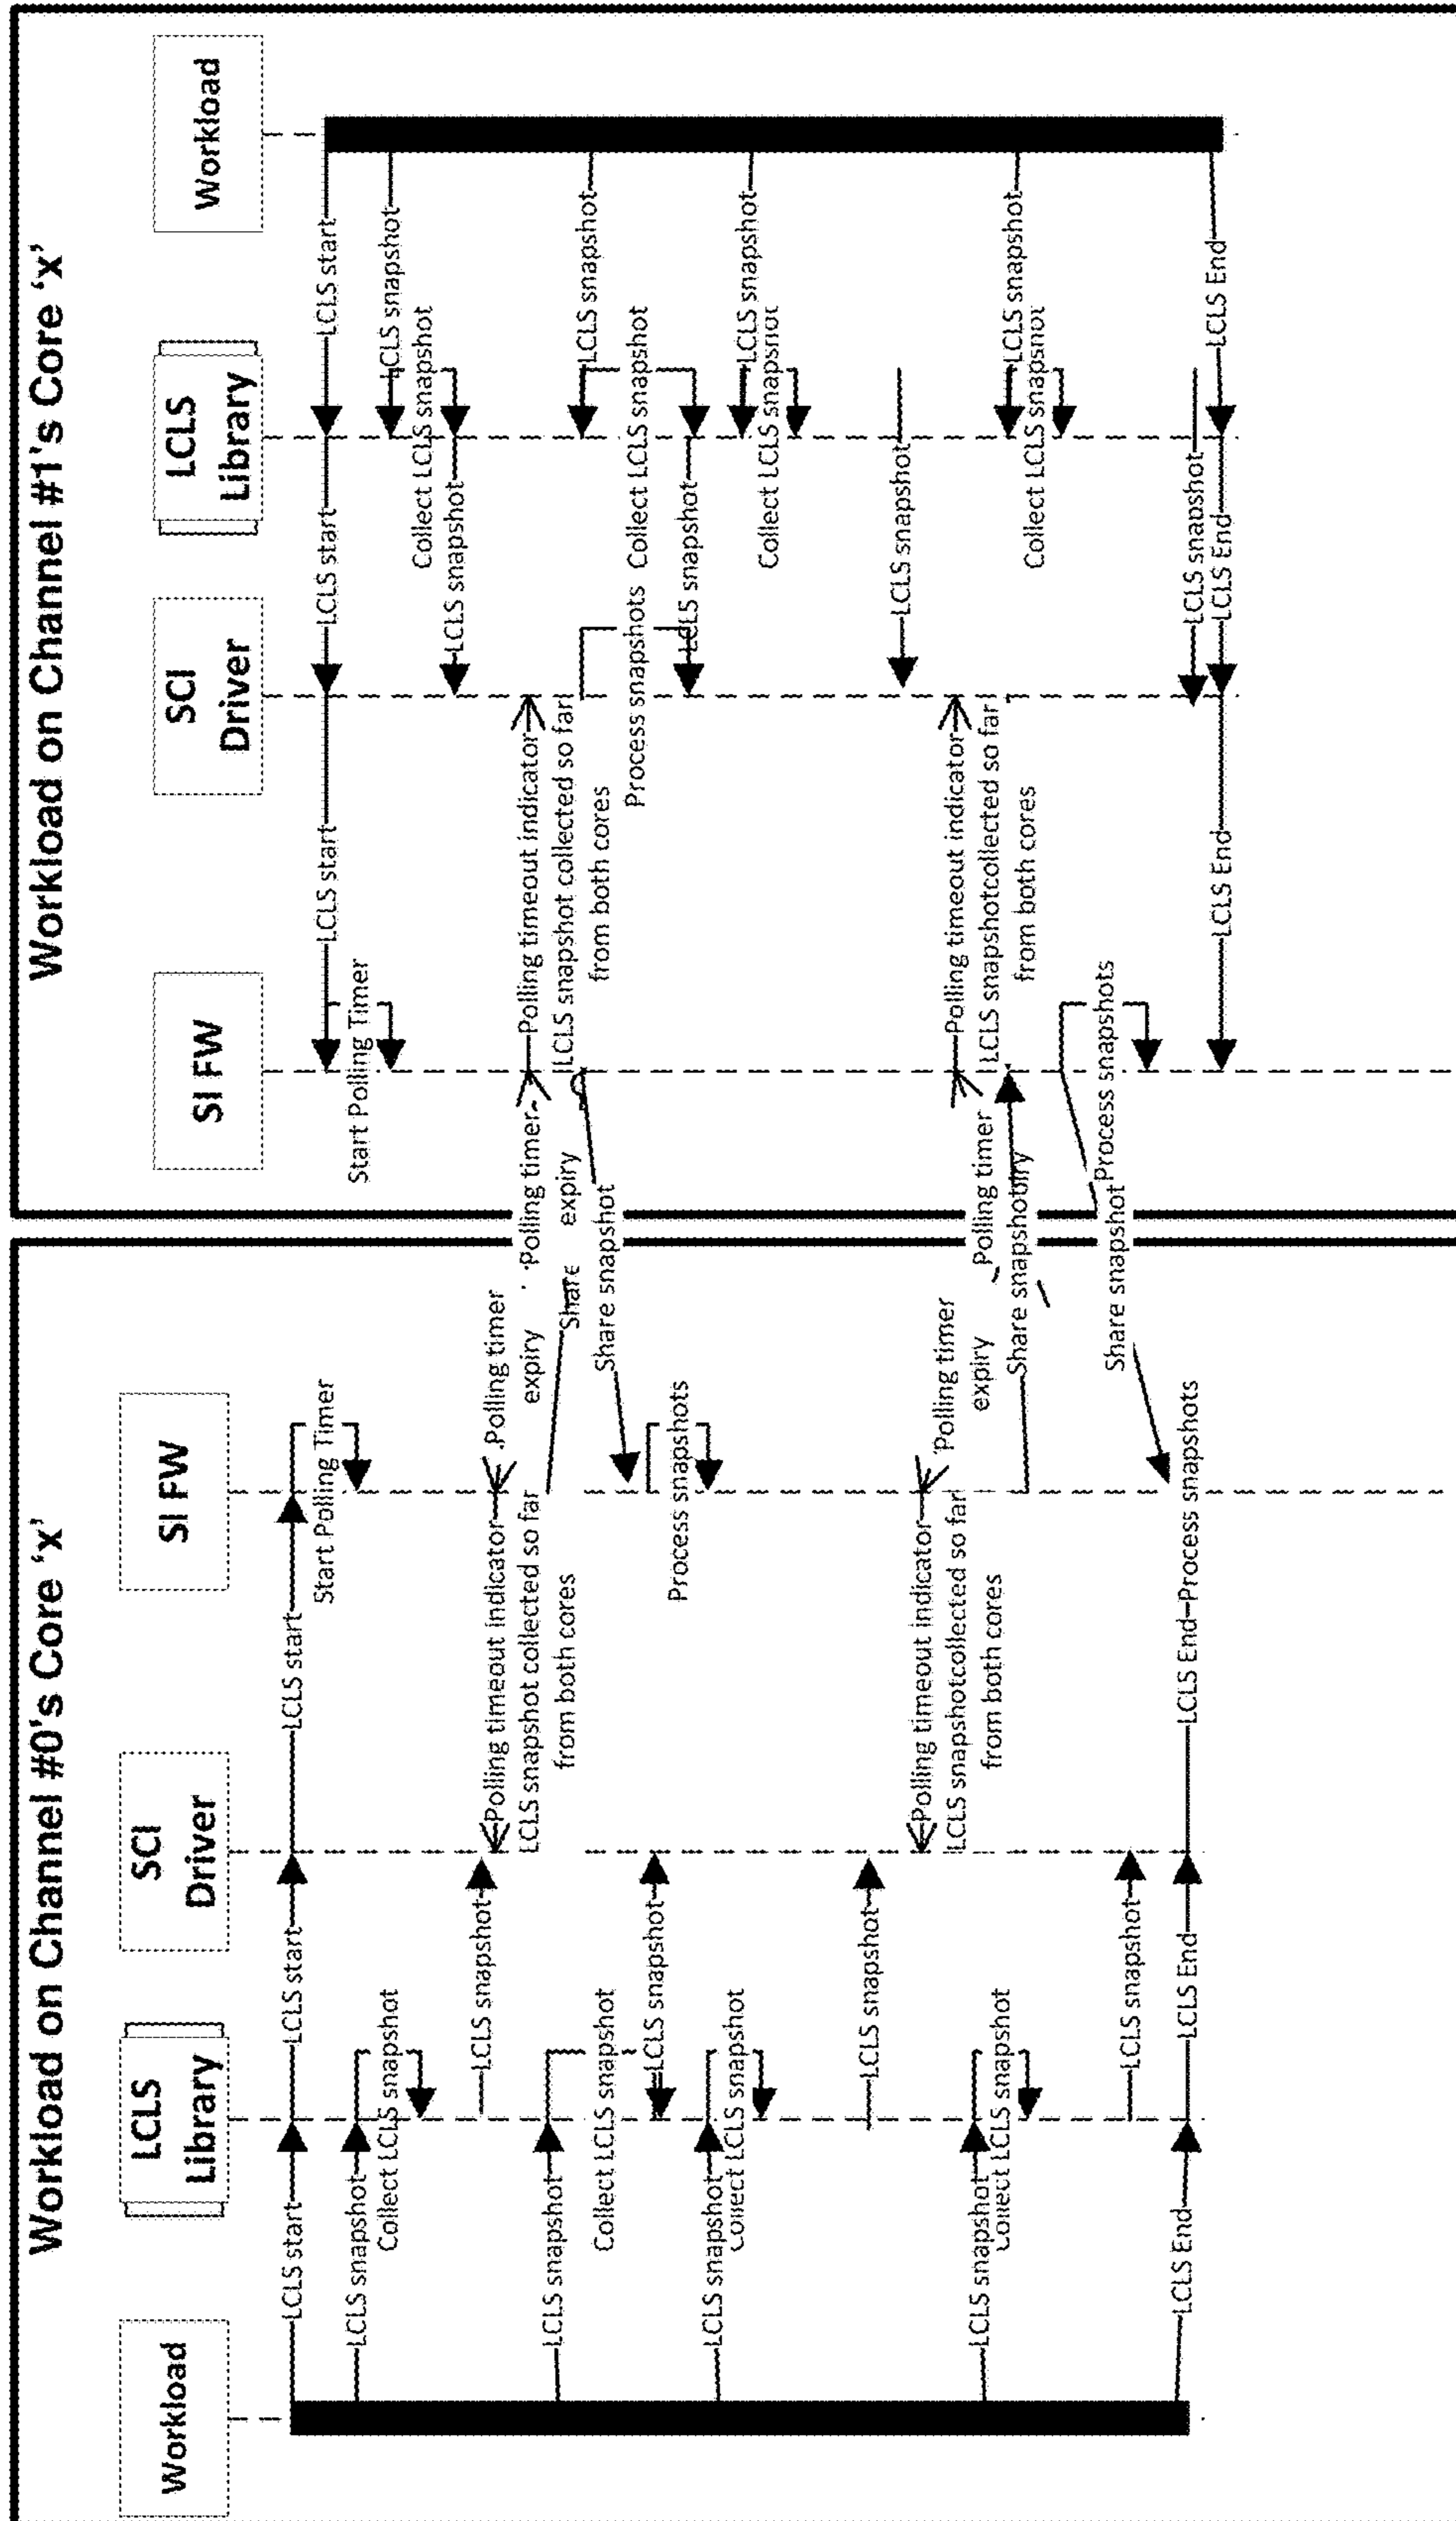 Workload on Channel #0's Core 'x'
Workload
LCLS
Library
SCI
Driver
SI FW
LCLS start
LCLS start
LCLS start
Start Polling Timer
LCLS snapshot
Collect LCLS snapshot
LCLS snapshot
Polling timeout indicator
Polling timer
expiry
LCLS snapshot collected so far
from both cores
LCLS snapshot
Share
Collect LCLS snapshot
Share snapshot
LCLS snapshot
Process snapshots
LCLS snapshot
Collect LCLS snapshot
LCLS snapshot
Polling timeout indicator
Polling timer
expiry
LCLS snapshotcollected so far
from both cores
LCLS snapshot
Collect LCLS snapshot
Share snapshot
Share snapshot
LCLS snapshot
LCLS End
LCLS End
LCLS End
Process snapshots
Workload on Channel #1's Core 'x'
SI FW
SCI
Driver
LCLS
Library
Workload
LCLS start
LCLS start
LCLS start
Start Polling Timer
LCLS snapshot
Collect LCLS snapshot
LCLS snapshot
Polling timer
expiry
Polling timeout indicator
LCLS snapshot collected so far
from both cores
LCLS snapshot
Process snapshots
Collect LCLS snapshot
LCLS snapshot
LCLS snapshot
Collect LCLS snapshot
LCLS snapshot
Polling timer
Polling timeout indicator
LCLS snapshotcollected so far
from both cores
LCLS snapshot
Collect LCLS snapshot
Process snapshots
LCLS snapshot
LCLS End
LCLS End
LCLS End